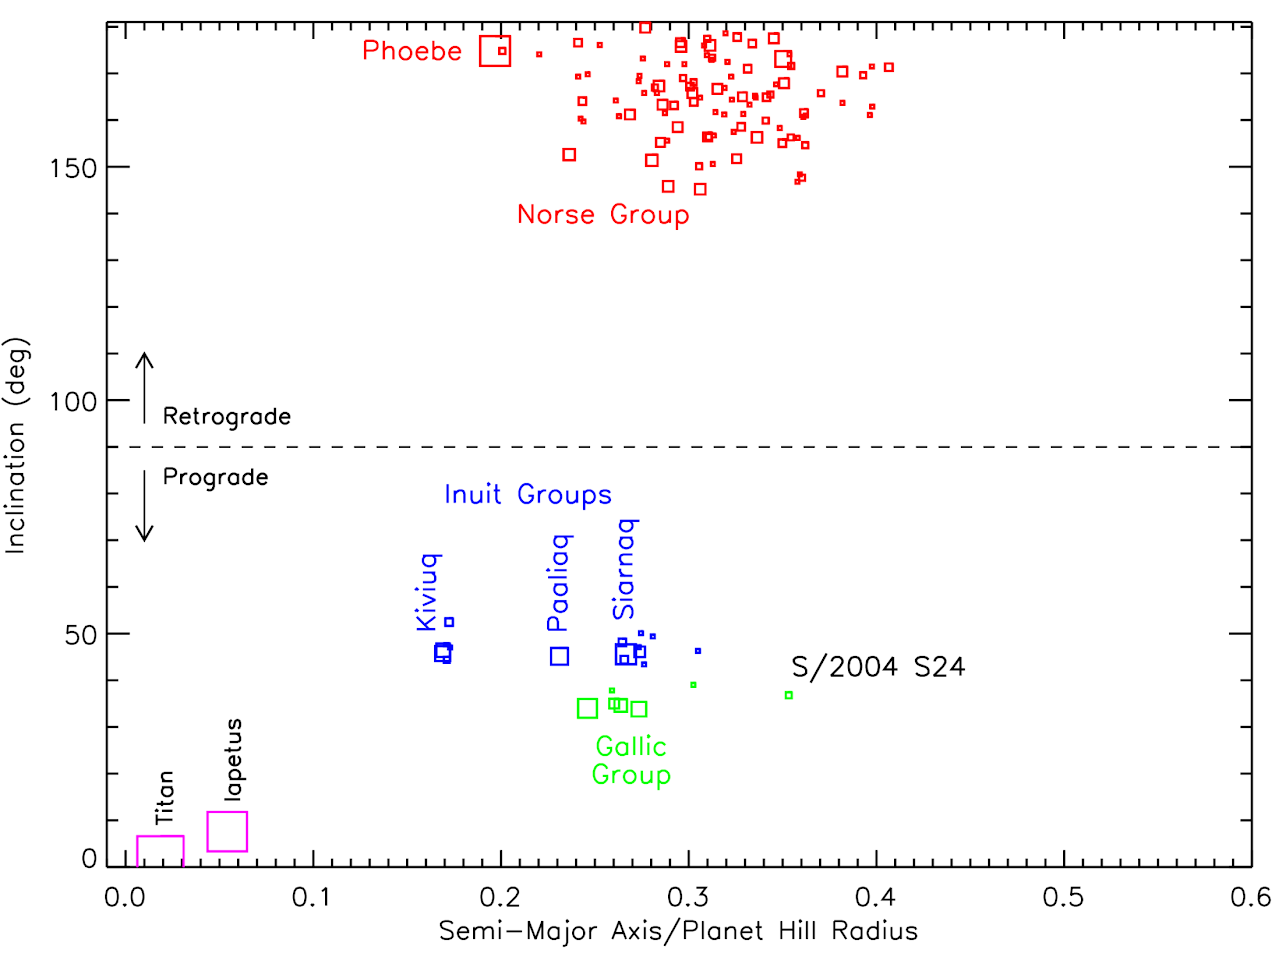 Phoebe
150
Norse Group
Inclination (deg)
100
Retrograde
Prograde
Inuit Groups
Kiviuq
Paaliaq
Siarnaq
50
S/2004 S24
Gallic
Group
Titan
Iapetus
0
0.0 0.1 0.2 0.3 0.4 0.5 0.6
Semi-Major Axis/Planet Hill Radius